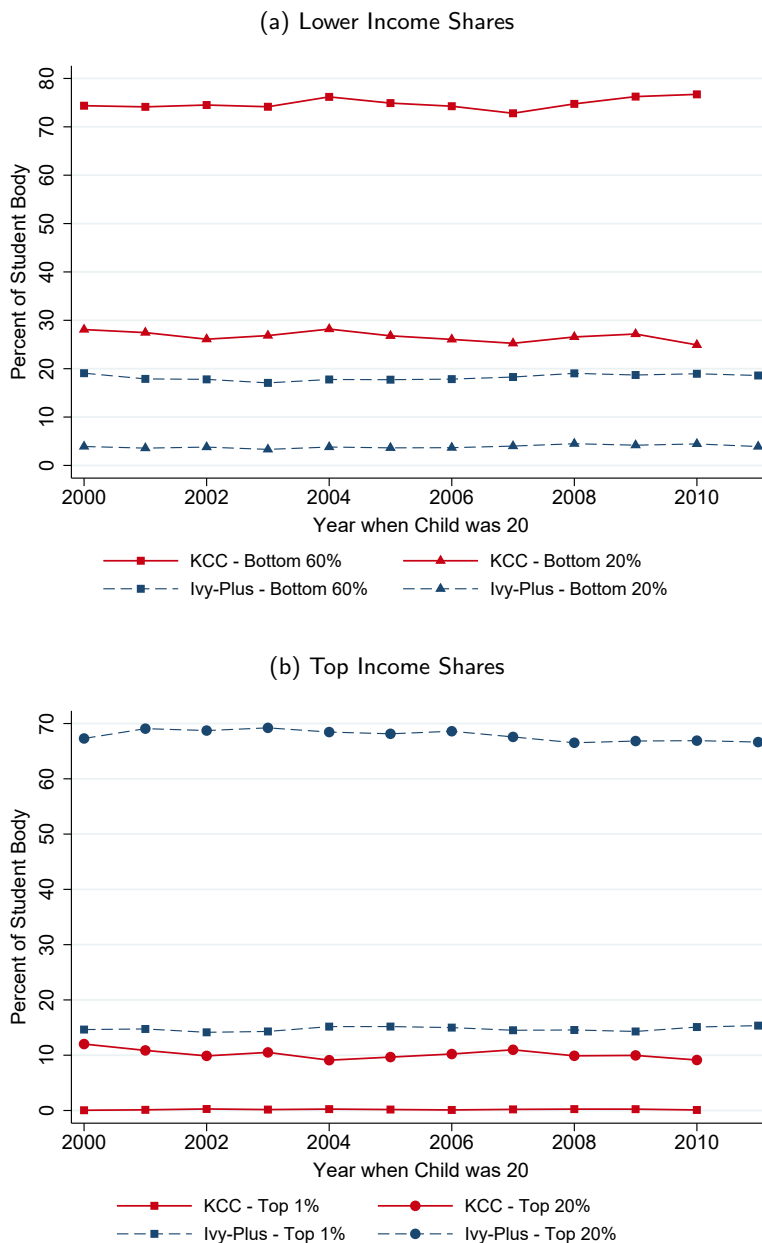 (a) Lower Income Shares
Percent of Student Body
80
70
60
50
40
30
20
10
0
2000 2002 2004 2006 2008 2010
Year when Child was 20
KCC - Bottom 60% KCC - Bottom 20%
Ivy-Plus - Bottom 60% Ivy-Plus - Bottom 20%
(b) Top Income Shares
Percent of Student Body
70
60
50
40
30
20
10
0
2000 2002 2004 2006 2008 2010
Year when Child was 20
KCC - Top 1% KCC - Top 20%
Ivy-Plus - Top 1% Ivy-Plus - Top 20%